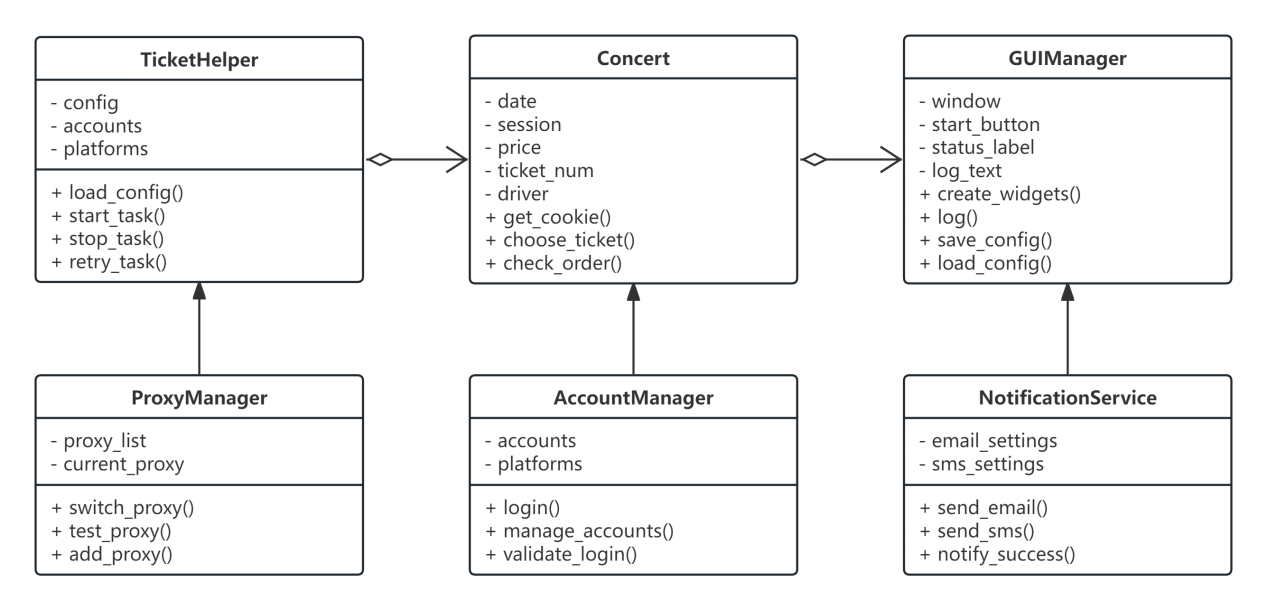 TicketHelper
- config
- accounts
- platforms
+ load_config()
+ start_task()
+ stop_task()
+ retry_task()
Concert
- date
- session
- price
- ticket_num
- driver
+ get_cookie()
+ choose_ticket()
+ check_order()
GUIManager
- window
- start_button
- status_label
- log_text
+ create_widgets()
+ log()
+ save_config()
+ load_config()
ProxyManager
- proxy_list
- current_proxy
+ switch_proxy()
+ test_proxy()
+ add_proxy()
AccountManager
- accounts
- platforms
+ login()
+ manage_accounts()
+ validate_login()
NotificationService
- email_settings
- sms_settings
+ send_email()
+ send_sms()
+ notify_success()